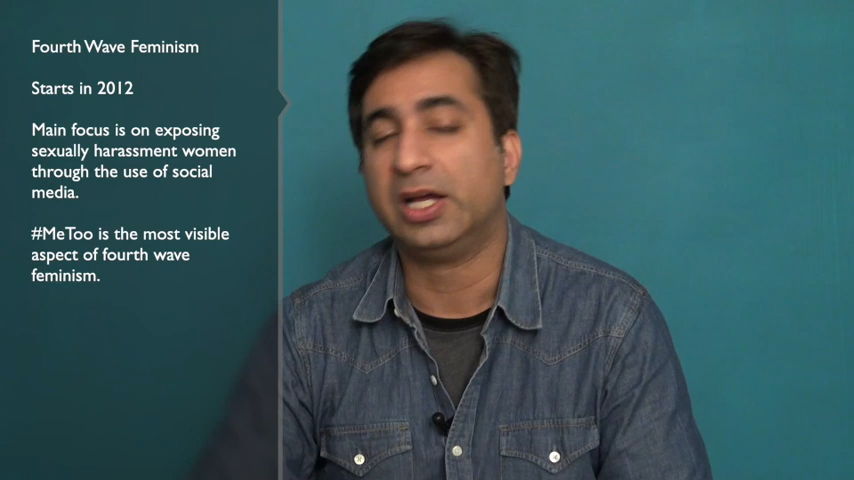 Fourth Wave Feminism
Starts in 2012
Main focus is on exposing
sexually harassment women
through the use of social
media.
#MeToo is the most visible
aspect of fourth wave
feminism.